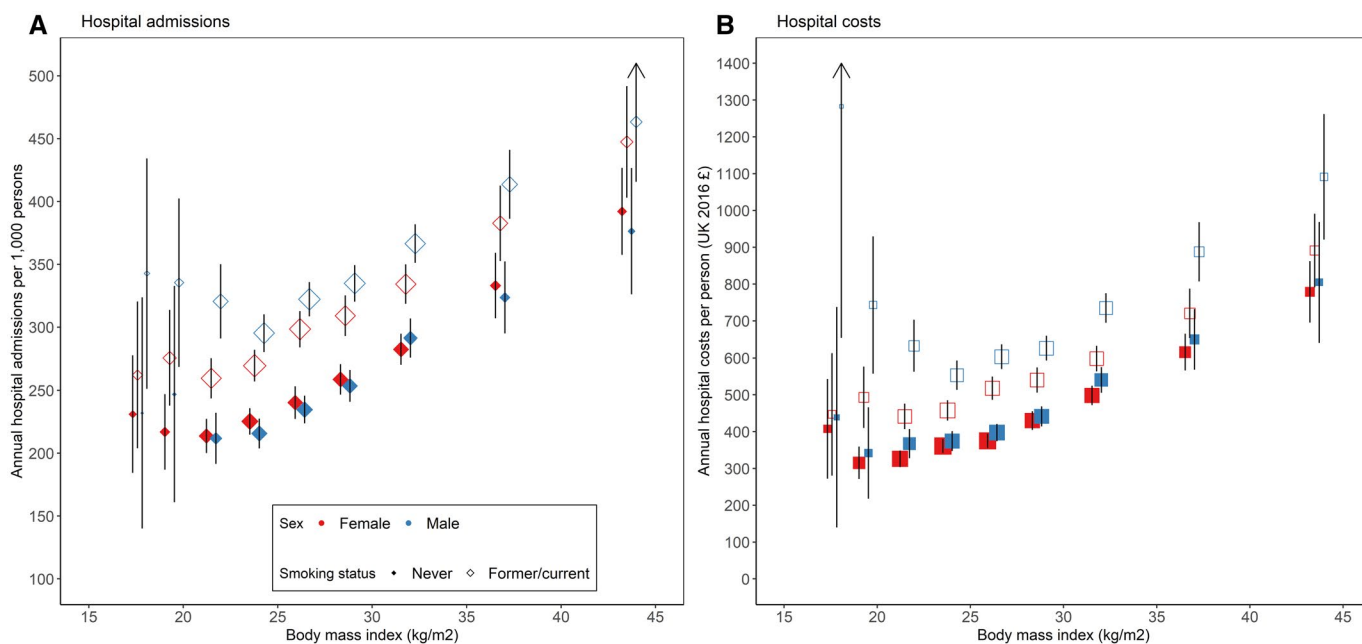 A Hospital admissions
Annual hospital admissions per 1,000 persons
500
450
400
350
300
250
200
150
100
15 20 25 30 35 40 45
Body mass index (kg/m2)
Sex Female Male
Smoking status Never Former/current
B Hospital costs
Annual hospital costs per person (UK 2016 £)
1400
1300
1200
1100
1000
900
800
700
600
500
400
300
200
100
0
15 20 25 30 35 40 45
Body mass index (kg/m2)